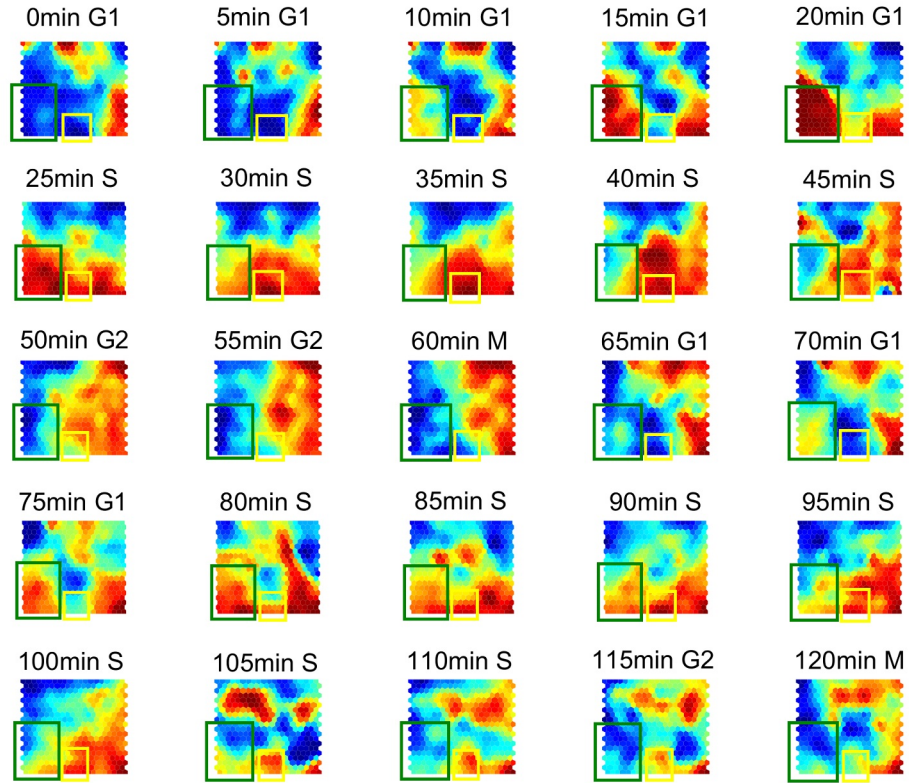 0min G1 5min G1 10min G1 15min G1 20min G1
25min S 30min S 35min S 40min S 45min S
50min G2 55min G2 60min M 65min G1 70min G1
75min G1 80min S 85min S 90min S 95min S
100min S 105min S 110min S 115min G2 120min M